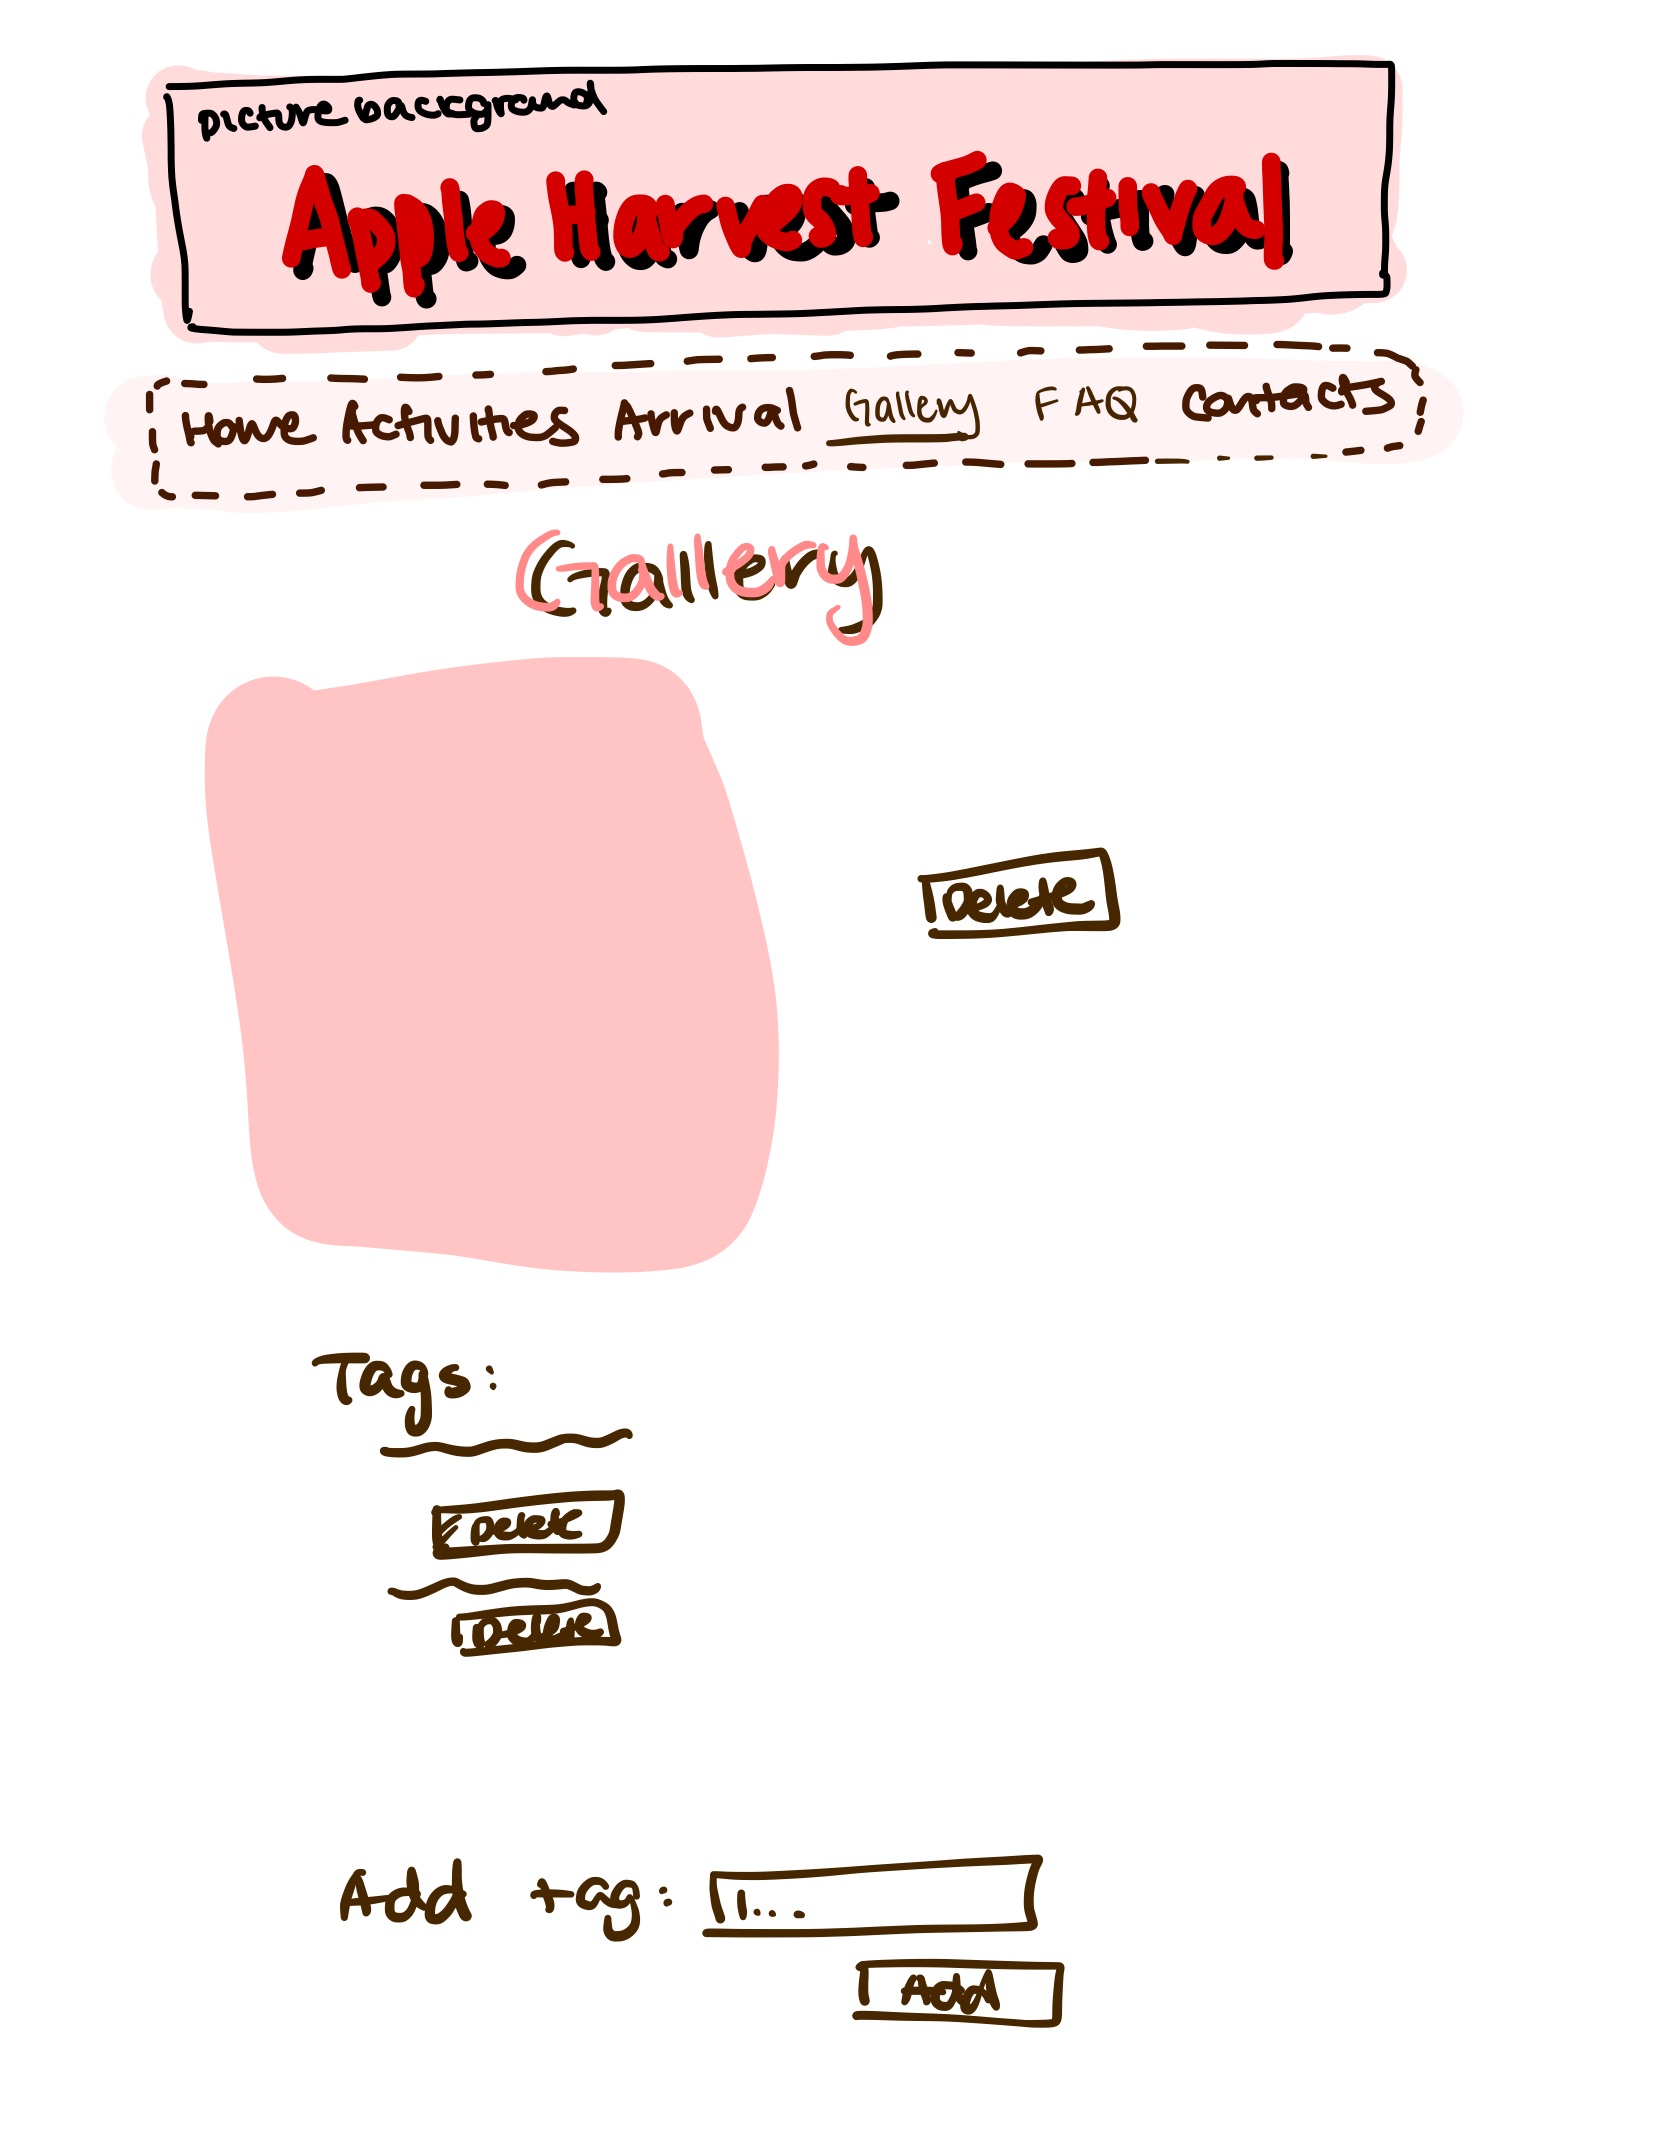 picture background
Apple Harvest Festival
Home Activities Arrival Gallery FAQ Contacts
Gallery
Delete
Tags:
Delete
Delete
Add tag: I...
Add